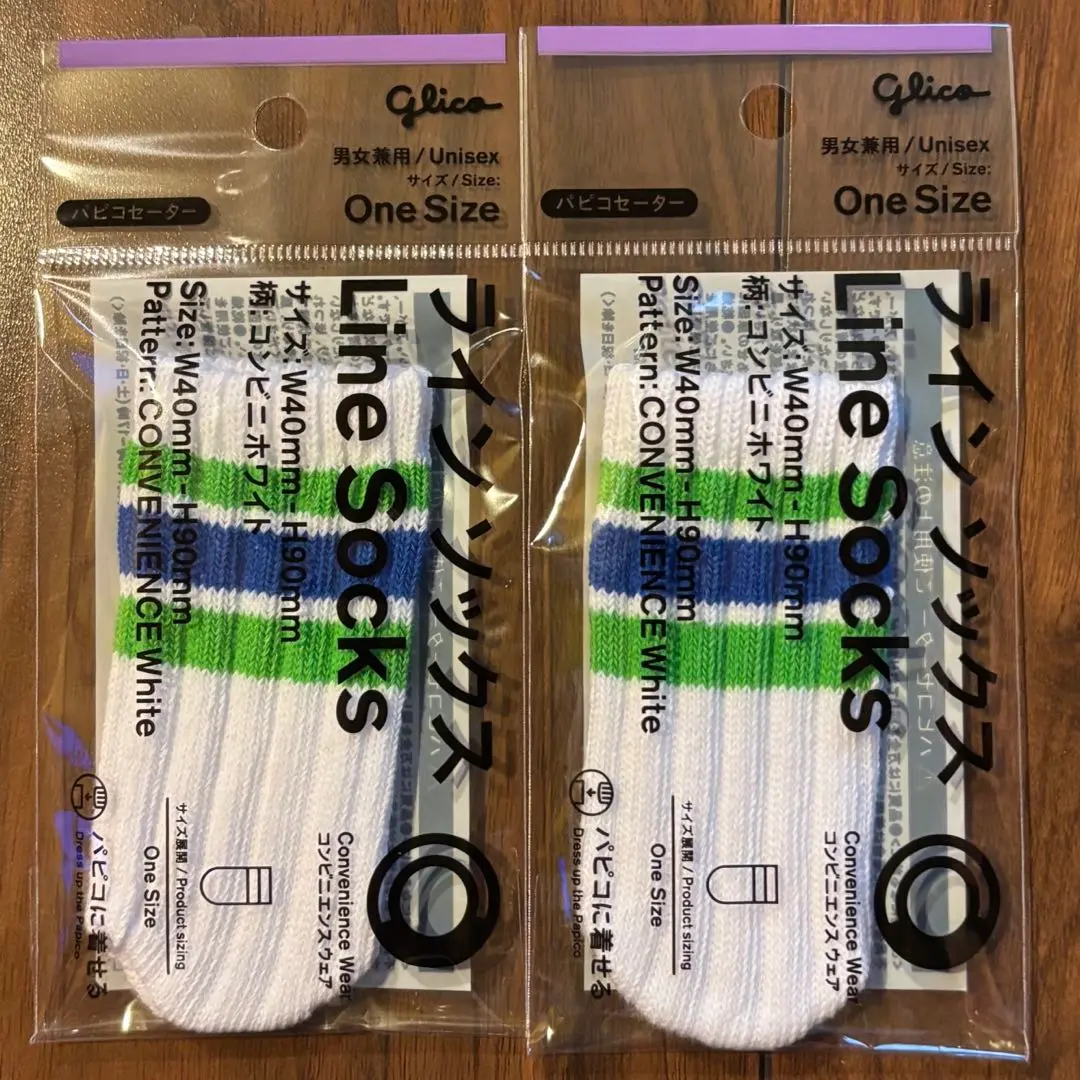 Glico
男女兼用 / Unisex
サイズ / Size:
One Size
パピコセーター
ラインソックス
Line Socks
サイズ: W40mm - H90mm
柄: コンビニホワイト
Size: W40mm - H90mm
Pattern: CONVENIENCE White
Convenience Wear
コンビニエンス ウェア
サイズ展開 / Product sizing
One Size
パピコに着せる
Dress up the Papico
Glico
男女兼用 / Unisex
サイズ / Size:
One Size
パピコセーター
ラインソックス
Line Socks
サイズ: W40mm - H90mm
柄: コンビニホワイト
Size: W40mm - H90mm
Pattern: CONVENIENCE White
Convenience Wear
コンビニエンス ウェア
サイズ展開 / Product sizing
One Size
パピコに着せる
Dress up the Papico